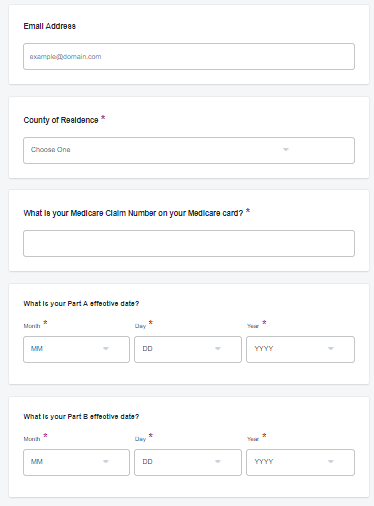 Email Address
example@domain.com
County of Residence *
Choose One
What is your Medicare Claim Number on your Medicare card? *
What is your Part A effective date?
Month * Day * Year *
MM DD YYYY
What is your Part B effective date?
Month * Day * Year *
MM DD YYYY